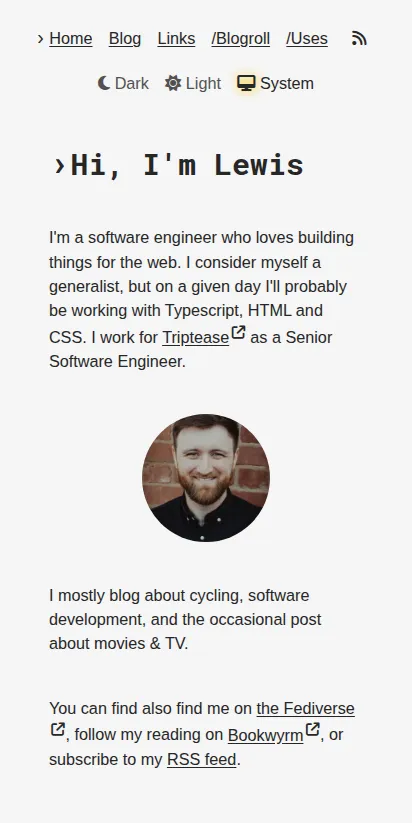 › Home Blog Links /Blogroll /Uses
Dark Light System
›Hi, I'm Lewis
I'm a software engineer who loves building
things for the web. I consider myself a
generalist, but on a given day I'll probably
be working with Typescript, HTML and
CSS. I work for Triptease as a Senior
Software Engineer.
I mostly blog about cycling, software
development, and the occasional post
about movies & TV.
You can find also find me on the Fediverse
, follow my reading on Bookwyrm, or
subscribe to my RSS feed.